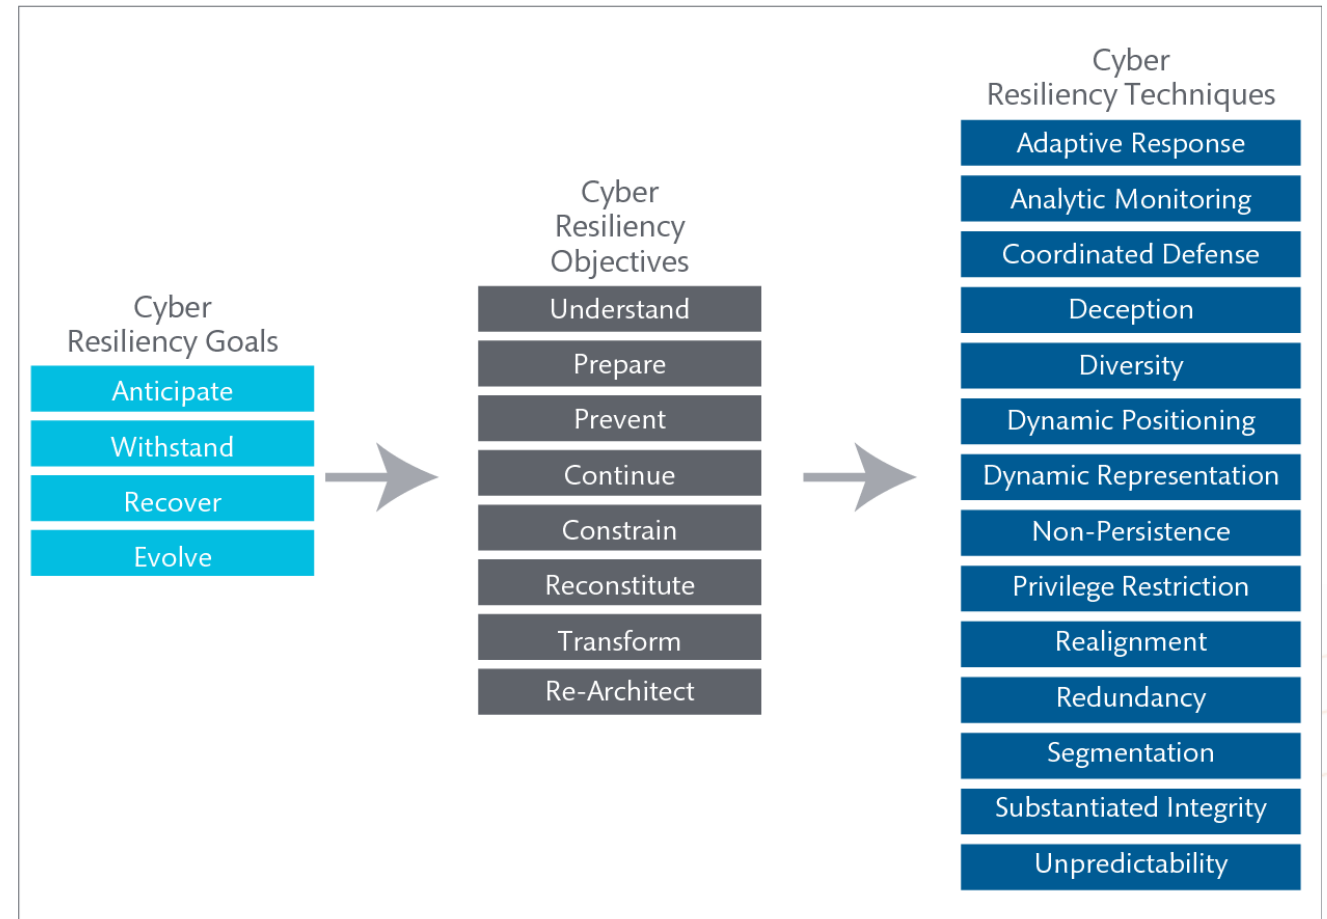 Cyber
Resiliency Goals
Anticipate
Withstand
Recover
Evolve
Cyber
Resiliency
Objectives
Understand
Prepare
Prevent
Continue
Constrain
Reconstitute
Transform
Re-Architect
Cyber
Resiliency Techniques
Adaptive Response
Analytic Monitoring
Coordinated Defense
Deception
Diversity
Dynamic Positioning
Dynamic Representation
Non-Persistence
Privilege Restriction
Realignment
Redundancy
Segmentation
Substantiated Integrity
Unpredictability